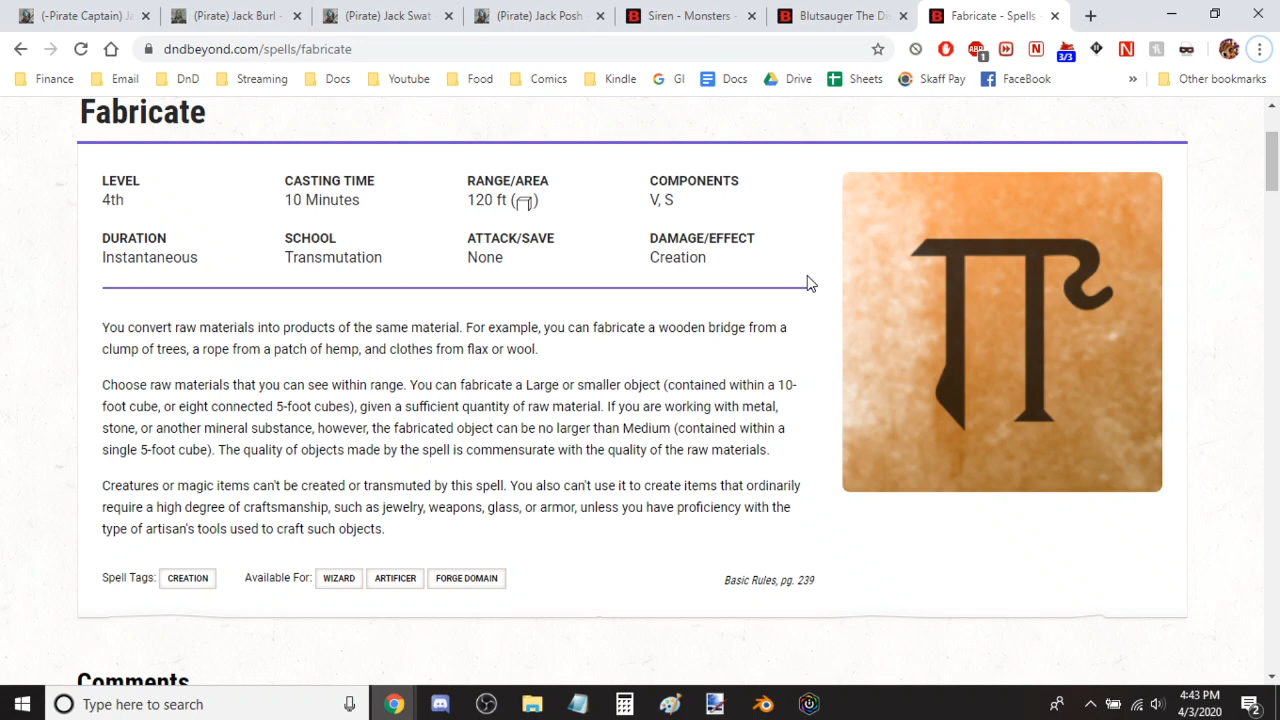 (-Pirate Captain) Ja
(Pirate) Jack Swat -
(Pirate) Jack Posh
Siren - Monsters -
Blutsauger The Di
Fabricate - Spells -
dndbeyond.com/spells/fabricate
ABP
1
3/3
Finance
Email
DnD
Streaming
Docs
Youtube
Food
Comics
Kindle
GI
Docs
Drive
Sheets
Skaff Pay
FaceBook
»
Other bookmarks
Fabricate
LEVEL
4th
CASTING TIME
10 Minutes
RANGE/AREA
120 ft ( )
COMPONENTS
V, S
DURATION
Instantaneous
SCHOOL
Transmutation
ATTACK/SAVE
None
DAMAGE/EFFECT
Creation
You convert raw materials into products of the same material. For example, you can fabricate a wooden bridge from a
clump of trees, a rope from a patch of hemp, and clothes from flax or wool.
Choose raw materials that you can see within range. You can fabricate a Large or smaller object (contained within a 10-
foot cube, or eight connected 5-foot cubes), given a sufficient quantity of raw material. If you are working with metal,
stone, or another mineral substance, however, the fabricated object can be no larger than Medium (contained within a
single 5-foot cube). The quality of objects made by the spell is commensurate with the quality of the raw materials.
Creatures or magic items can't be created or transmuted by this spell. You also can't use it to create items that ordinarily
require a high degree of craftsmanship, such as jewelry, weapons, glass, or armor, unless you have proficiency with the
type of artisan's tools used to craft such objects.
Spell Tags: CREATION
Available For: WIZARD ARTIFICER FORGE DOMAIN
Basic Rules, pg. 239
Comments
Type here to search
4:43 PM
4/3/2020
2